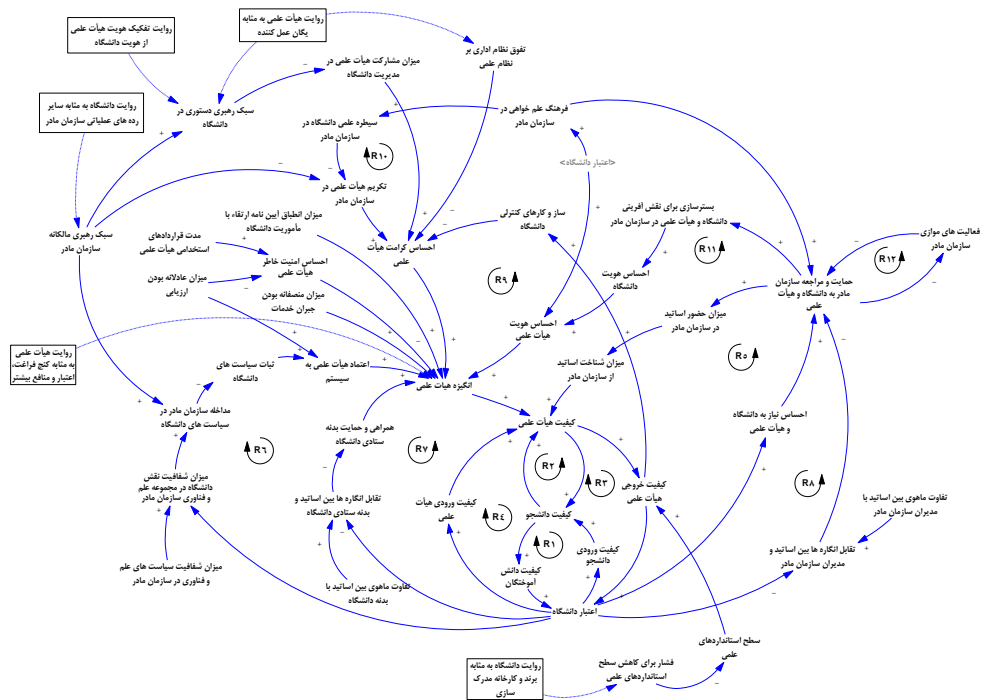 روایت تفکیک هویت هیأت علمی
از هویت دانشگاه
روایت هیأت علمی به مثابه
یگان عمل کننده
تفوق نظام اداری بر
نظام علمی
میزان مشارکت هیأت علمی در
مدیریت دانشگاه
روایت دانشگاه به مثابه سایر
رده های عملیاتی سازمان مادر
سبک رهبری دستوری در
دانشگاه
سیطره علمی دانشگاه در
سازمان مادر
فرهنگ علم خواهی در
سازمان مادر
R10
<اعتبار دانشگاه>
تکریم هیأت علمی در
سازمان مادر
سبک رهبری مالکانه
سازمان مادر
مدت قراردادهای
استخدامی هیأت علمی
میزان انطباق آیین نامه ارتقاء با
مأموریت دانشگاه
احساس کرامت هیأت
علمی
ساز و کارهای کنترلی
دانشگاه
بسترسازی برای نقش آفرینی
دانشگاه و هیأت علمی در سازمان مادر
R11
فعالیت های موازی
سازمان مادر
R12
احساس امنیت خاطر
هیأت علمی
میزان عادلانه بودن
ارزیابی
میزان منصفانه بودن
جبران خدمات
R9
احساس هویت
دانشگاه
حمایت و مراجعه سازمان
مادر به دانشگاه و هیأت
علمی
احساس هویت
هیأت علمی
میزان حضور اساتید
در سازمان مادر
روایت هیأت علمی
به مثابه کنج فراغت،
اعتبار و منافع بیشتر
ثبات سیاست های
دانشگاه
اعتماد هیأت علمی به
سیستم
انگیزه هیات علمی
میزان شناخت اساتید
از سازمان مادر
R5
مداخله سازمان مادر در
سیاست های دانشگاه
R6
همراهی و حمایت بدنه
ستادی دانشگاه
R7
کیفیت هیأت علمی
احساس نیاز به دانشگاه
و هیأت علمی
میزان شفافیت نقش
دانشگاه در مجموعه علم
و فناوری سازمان مادر
تقابل انگاره ها بین اساتید و
بدنه ستادی دانشگاه
کیفیت ورودی هیأت
علمی
R4
R2
R3
کیفیت خروجی
هیأت علمی
R8
کیفیت دانشجو
R1
تفاوت ماهوی بین اساتید با
مدیران سازمان مادر
میزان شفافیت سیاست های علم
و فناوری در سازمان مادر
تفاوت ماهوی بین اساتید با
بدنه دانشگاه
کیفیت دانش
آموختگان
کیفیت ورودی
دانشجو
تقابل انگاره ها بین اساتید و
مدیران سازمان مادر
اعتبار دانشگاه
سطح استانداردهای
علمی
روایت دانشگاه به مثابه
برند و کارخانه مدرک
سازی
فشار برای کاهش سطح
استانداردهای علمی